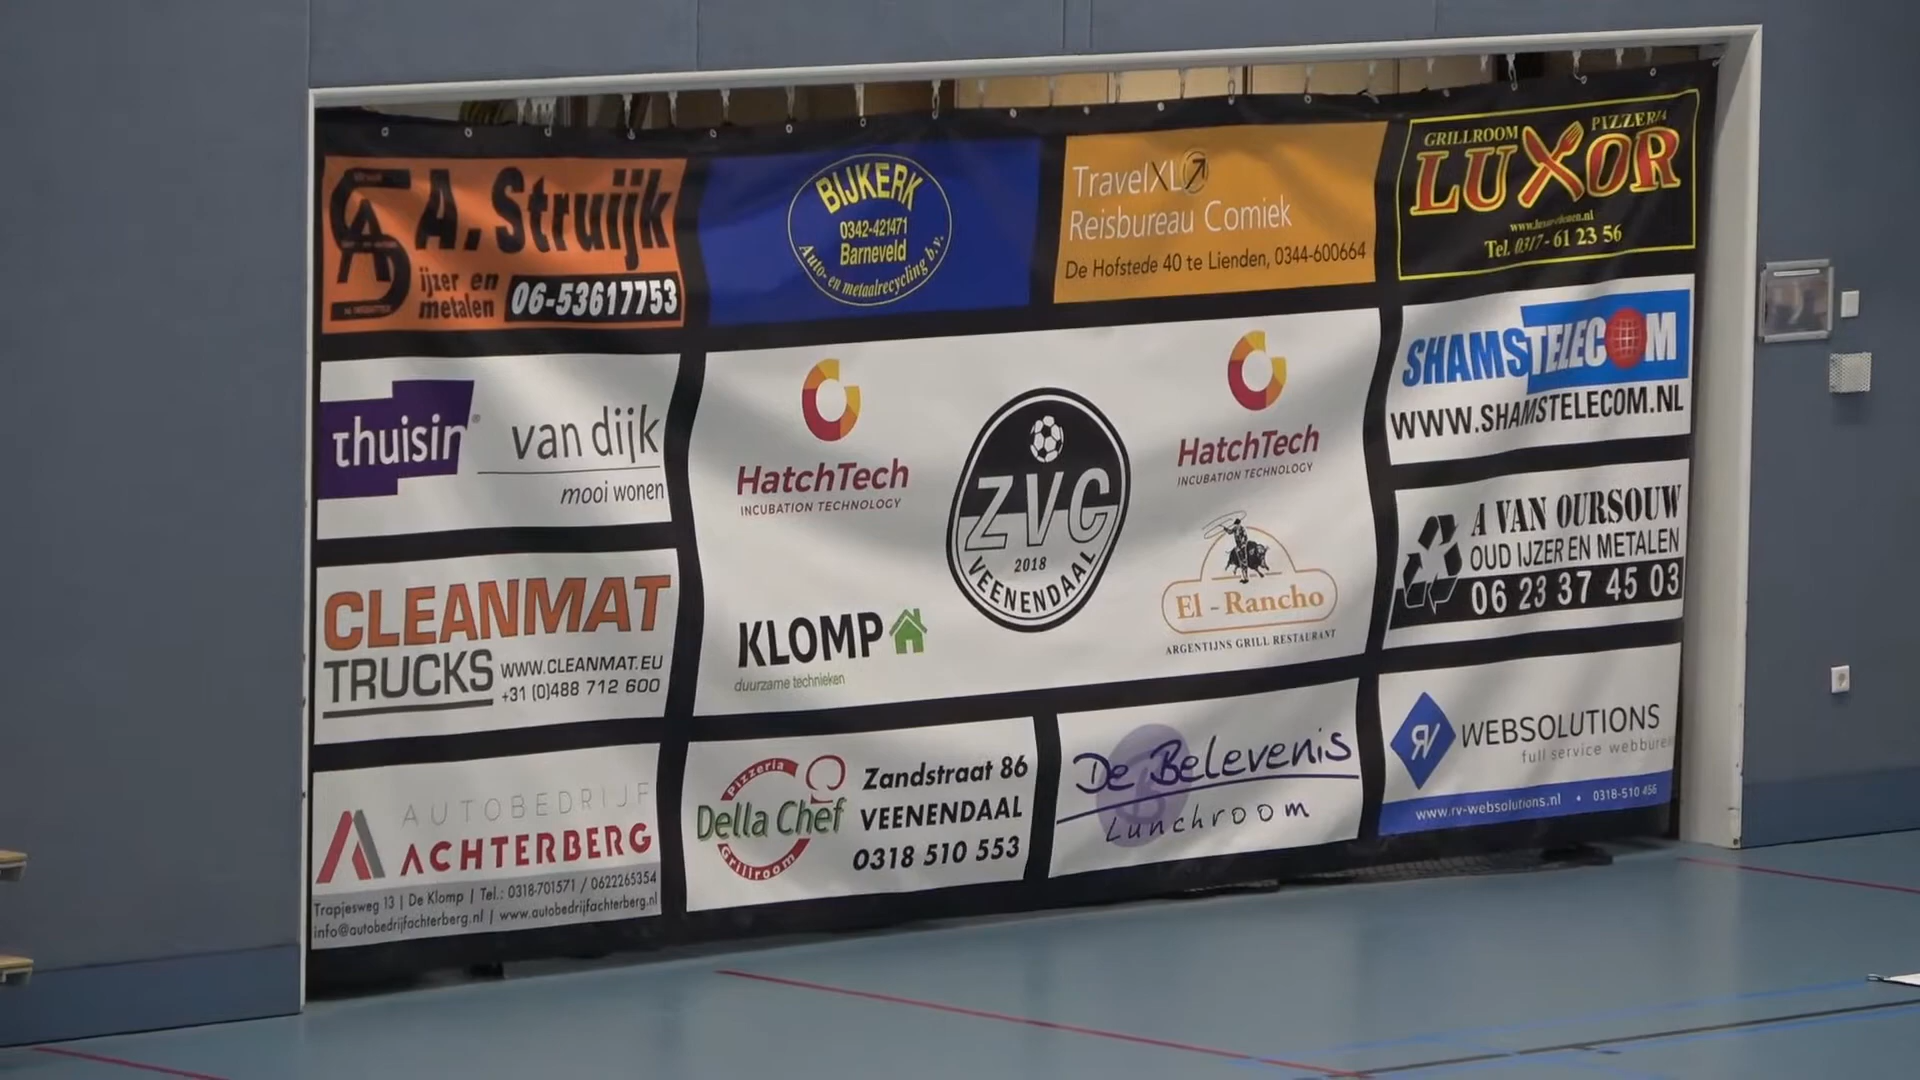 A. Struijk
ijzer en
metalen
06-53617753
BIJKERK
0342-421471
Barneveld
Auto- en metaalrecycling b.v.
TravelXL
Reisbureau Comiek
De Hofstede 40 te Lienden, 0344-600664
GRILLROOM PIZZERIA
LUXOR
Tel. 0317-61 23 56
thuisin®
van dijk
mooi wonen
HatchTech
INCUBATION TECHNOLOGY
ZVC
2018
VEENENDAAL
HatchTech
INCUBATION TECHNOLOGY
KLOMP
duurzame technieken
El - Rancho
ARGENTIJNS GRILL RESTAURANT
SHAMSTELECOM
WWW.SHAMSTELECOM.NL
CLEANMAT
TRUCKS
WWW.CLEANMAT.EU
+31 (0)488 712 600
A VAN OURSOUW
OUD IJZER EN METALEN
06 23 37 45 03
AUTOBEDRIJF
ACHTERBERG
Trapjesweg 13 | De Klomp | Tel.: 0318-701571 / 0622265354
info@autobedrijfachterberg.nl | www.autobedrijfachterberg.nl
Pizzeria
Della Chef
Grillroom
Zandstraat 86
VEENENDAAL
0318 510 553
De Belevenis
Lunchroom
RV
WEBSOLUTIONS
full service webbureau
www.rv-websolutions.nl • 0318-510 456